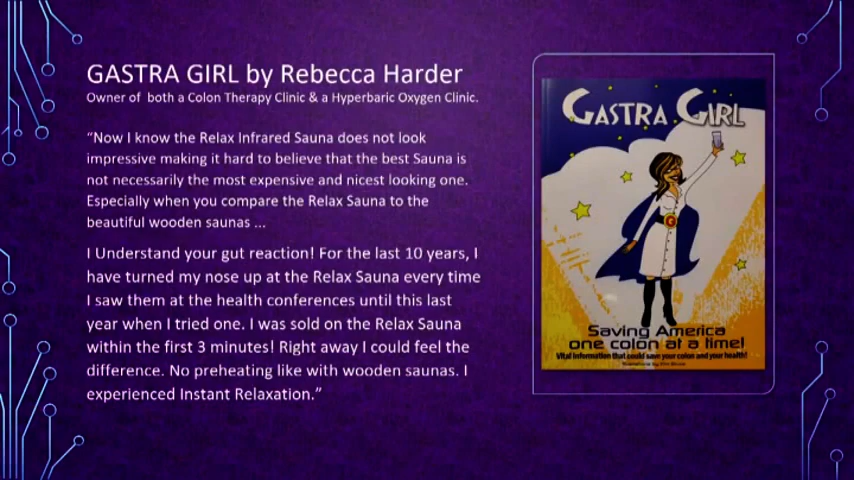 GASTRA GIRL by Rebecca Harder
Owner of both a Colon Therapy Clinic & a Hyperbaric Oxygen Clinic.
“Now I know the Relax Infrared Sauna does not look
impressive making it hard to believe that the best Sauna is
not necessarily the most expensive and nicest looking one.
Especially when you compare the Relax Sauna to the
beautiful wooden saunas ...
I Understand your gut reaction! For the last 10 years, I
have turned my nose up at the Relax Sauna every time
I saw them at the health conferences until this last
year when I tried one. I was sold on the Relax Sauna
within the first 3 minutes! Right away I could feel the
difference. No preheating like with wooden saunas. I
experienced Instant Relaxation.”
GASTRA GIRL
G
Saving America
one colon at a time!
Vital information that could save your colon and your health!